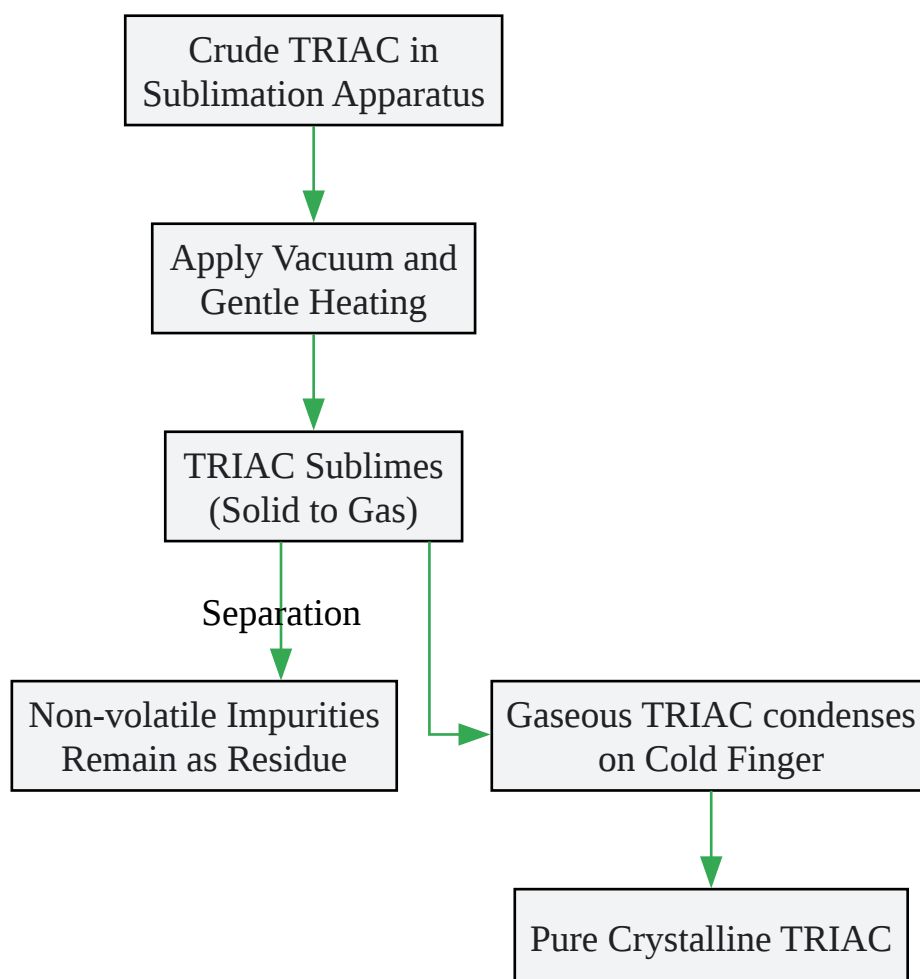 Crude TRIAC in
Sublimation Apparatus
Apply Vacuum and
Gentle Heating
TRIAC Sublimes
(Solid to Gas)
Separation
Non-volatile Impurities
Remain as Residue
Gaseous TRIAC condenses
on Cold Finger
Pure Crystalline TRIAC